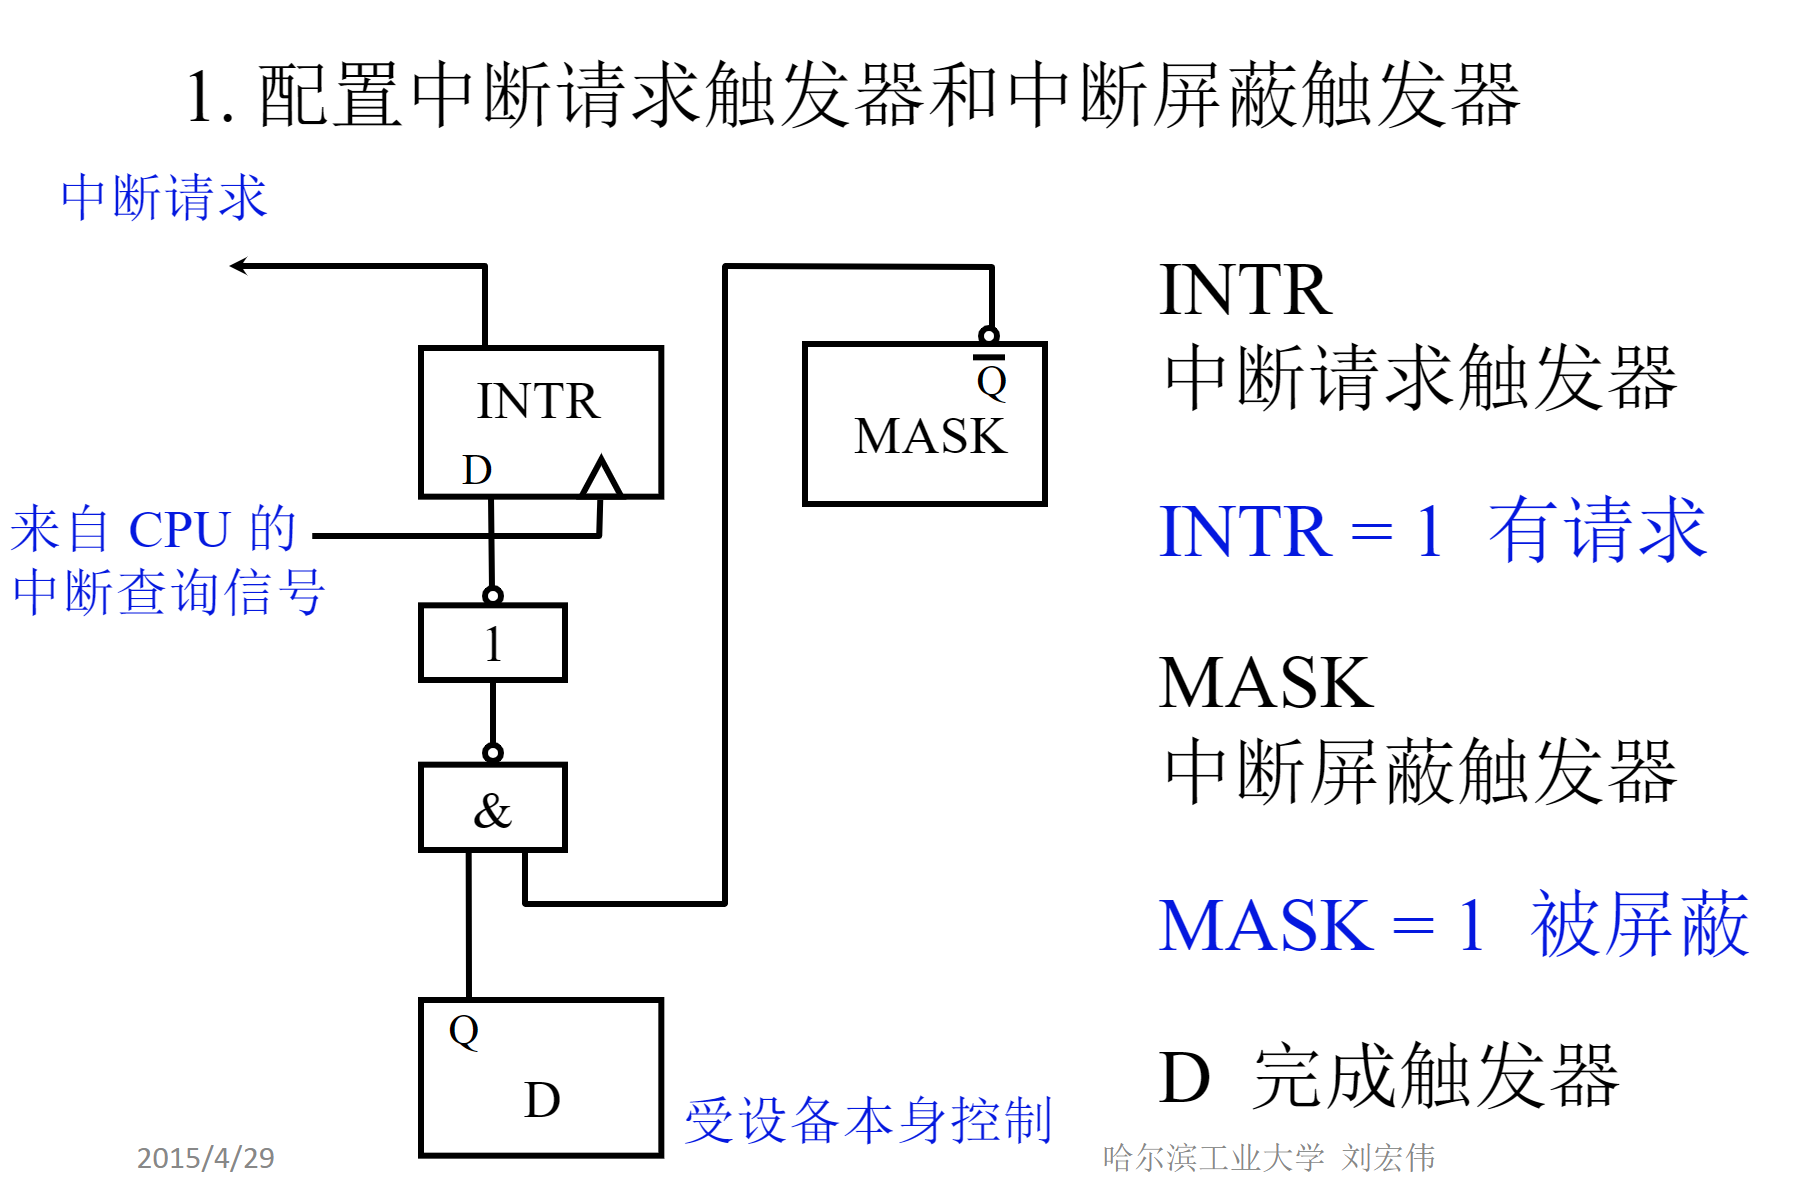 1. 配置中断请求触发器和中断屏蔽触发器
中断请求
INTR
D
来自 CPU 的
中断查询信号
1
&
Q
D
受设备本身控制
Q̅
MASK
INTR
中断请求触发器
INTR = 1 有请求
MASK
中断屏蔽触发器
MASK = 1 被屏蔽
D 完成触发器
2015/4/29
哈尔滨工业大学 刘宏伟